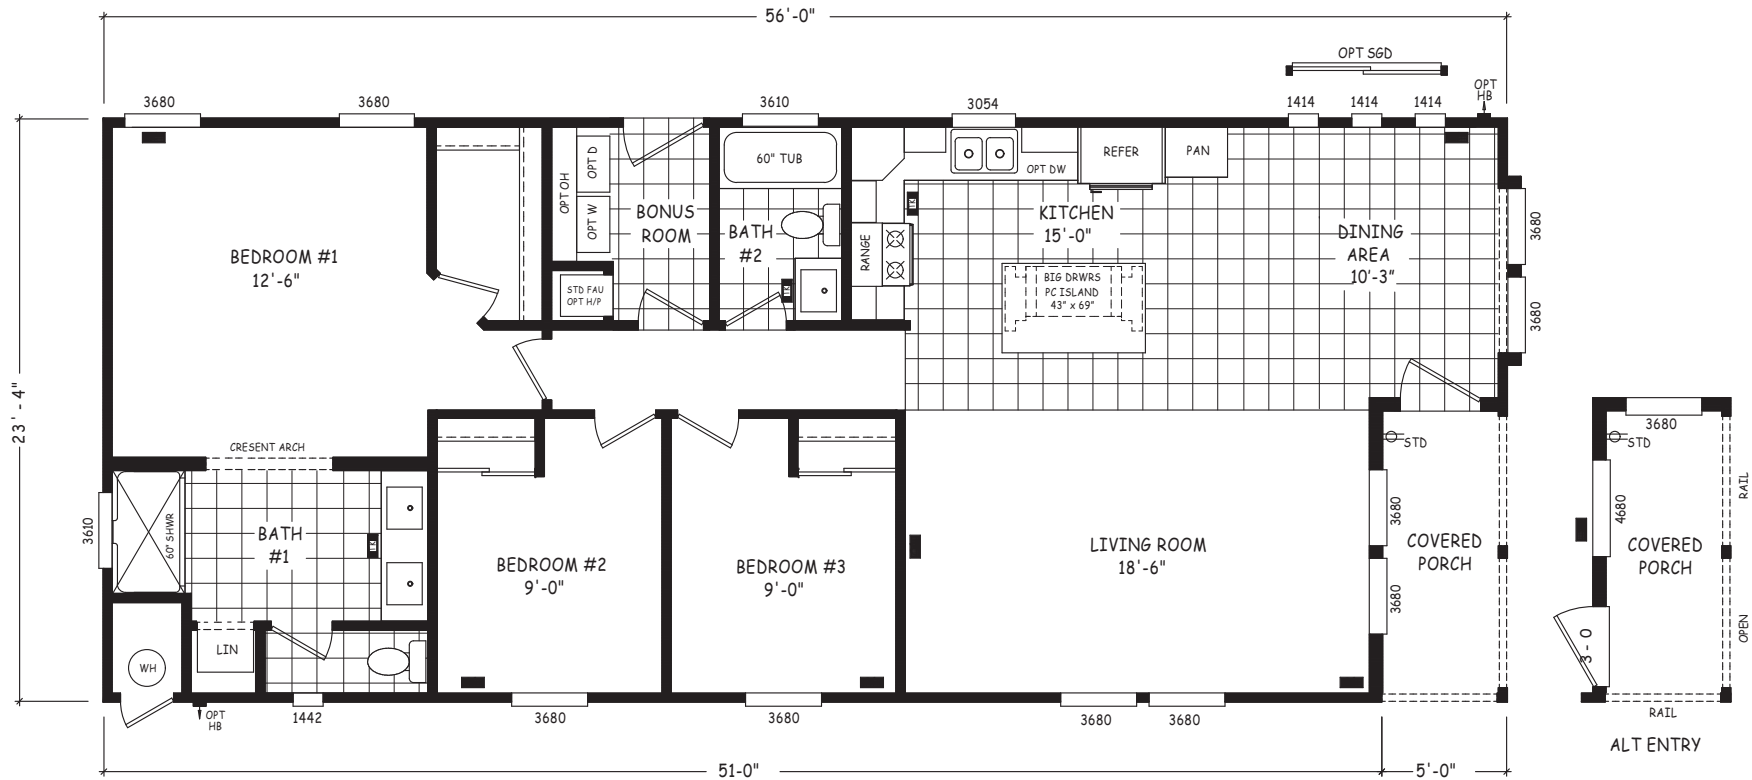 56'-0"
OPT SGD
3680
3680
3610
3054
1414
1414
1414
OPT
HB
60" TUB
OPT D
OPT OH
OPT W
REFER
PAN
OPT DW
BEDROOM #1
12'-6"
BONUS
ROOM
BATH
#2
KITCHEN
15'-0"
DINING
AREA
10'-3"
3680
3680
RANGE
STD FAU
OPT H/P
BIG DRWRS
PC ISLAND
43" x 69"
23'-4"
CRESENT ARCH
STD
3680
STD
RAIL
3610
60" SHWR
BATH
#1
BEDROOM #2
9'-0"
BEDROOM #3
9'-0"
LIVING ROOM
18'-6"
3680
3680
COVERED
PORCH
4680
COVERED
PORCH
OPEN
3 - 0
LIN
WH
OPT
HB
1442
3680
3680
3680
3680
RAIL
ALT ENTRY
51-0"
5'-0"